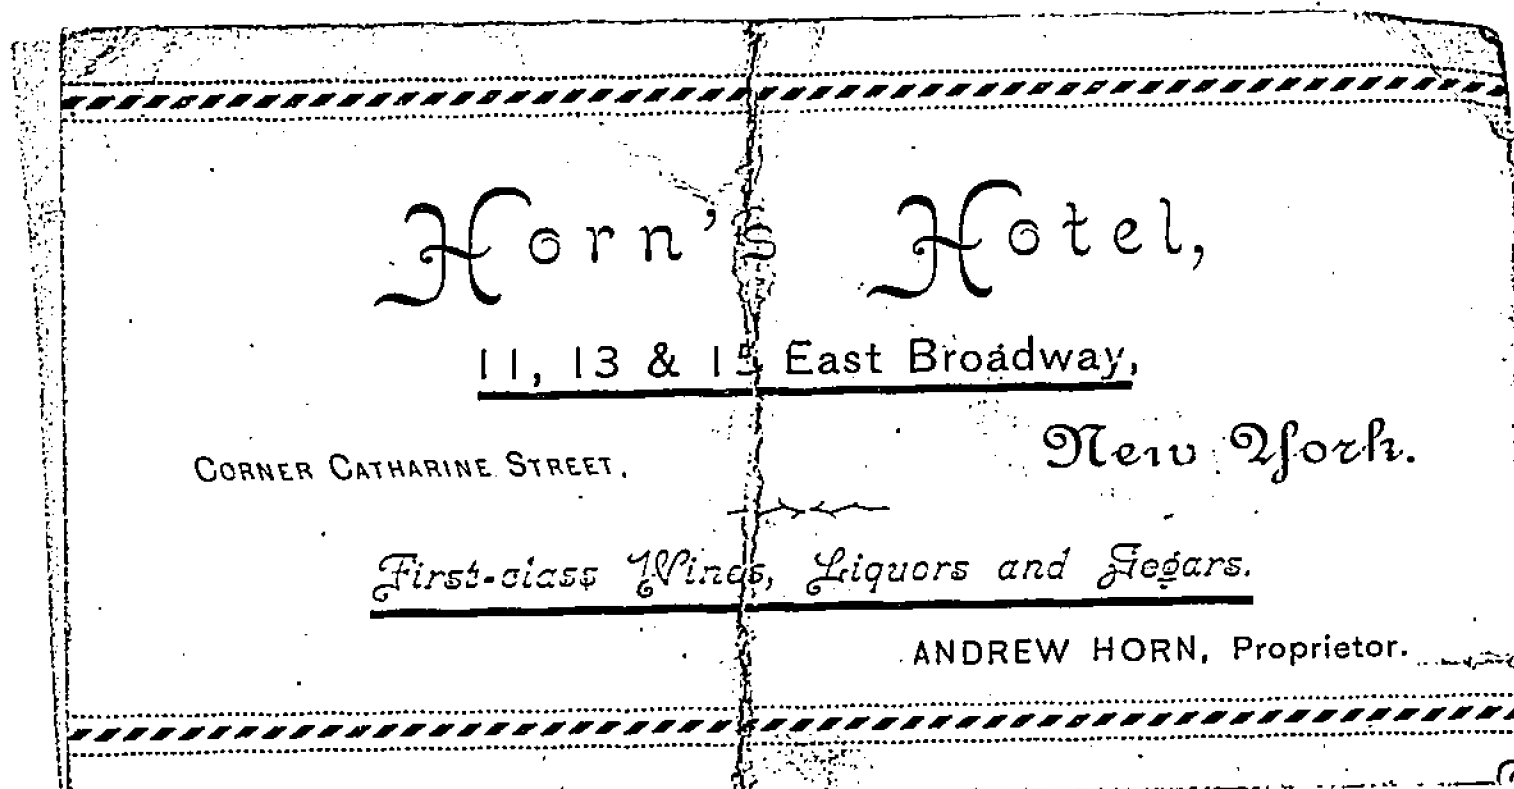 Horn's Hotel,
11, 13 & 15 East Broadway,
CORNER CATHARINE STREET,
New York.
First-class Wines, Liquors and Segars.
ANDREW HORN, Proprietor.